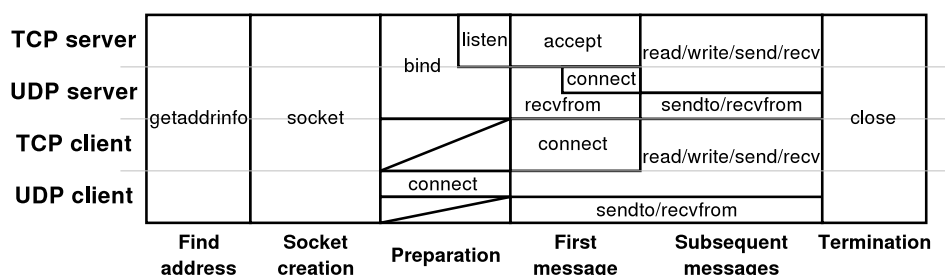 TCP server
listen
accept
read/write/send/recv
bind
connect
UDP server
recvfrom
sendto/recvfrom
getaddrinfo
socket
close
TCP client
connect
read/write/send/recv
UDP client
connect
sendto/recvfrom
Find
address
Socket
creation
Preparation
First
message
Subsequent
messages
Termination